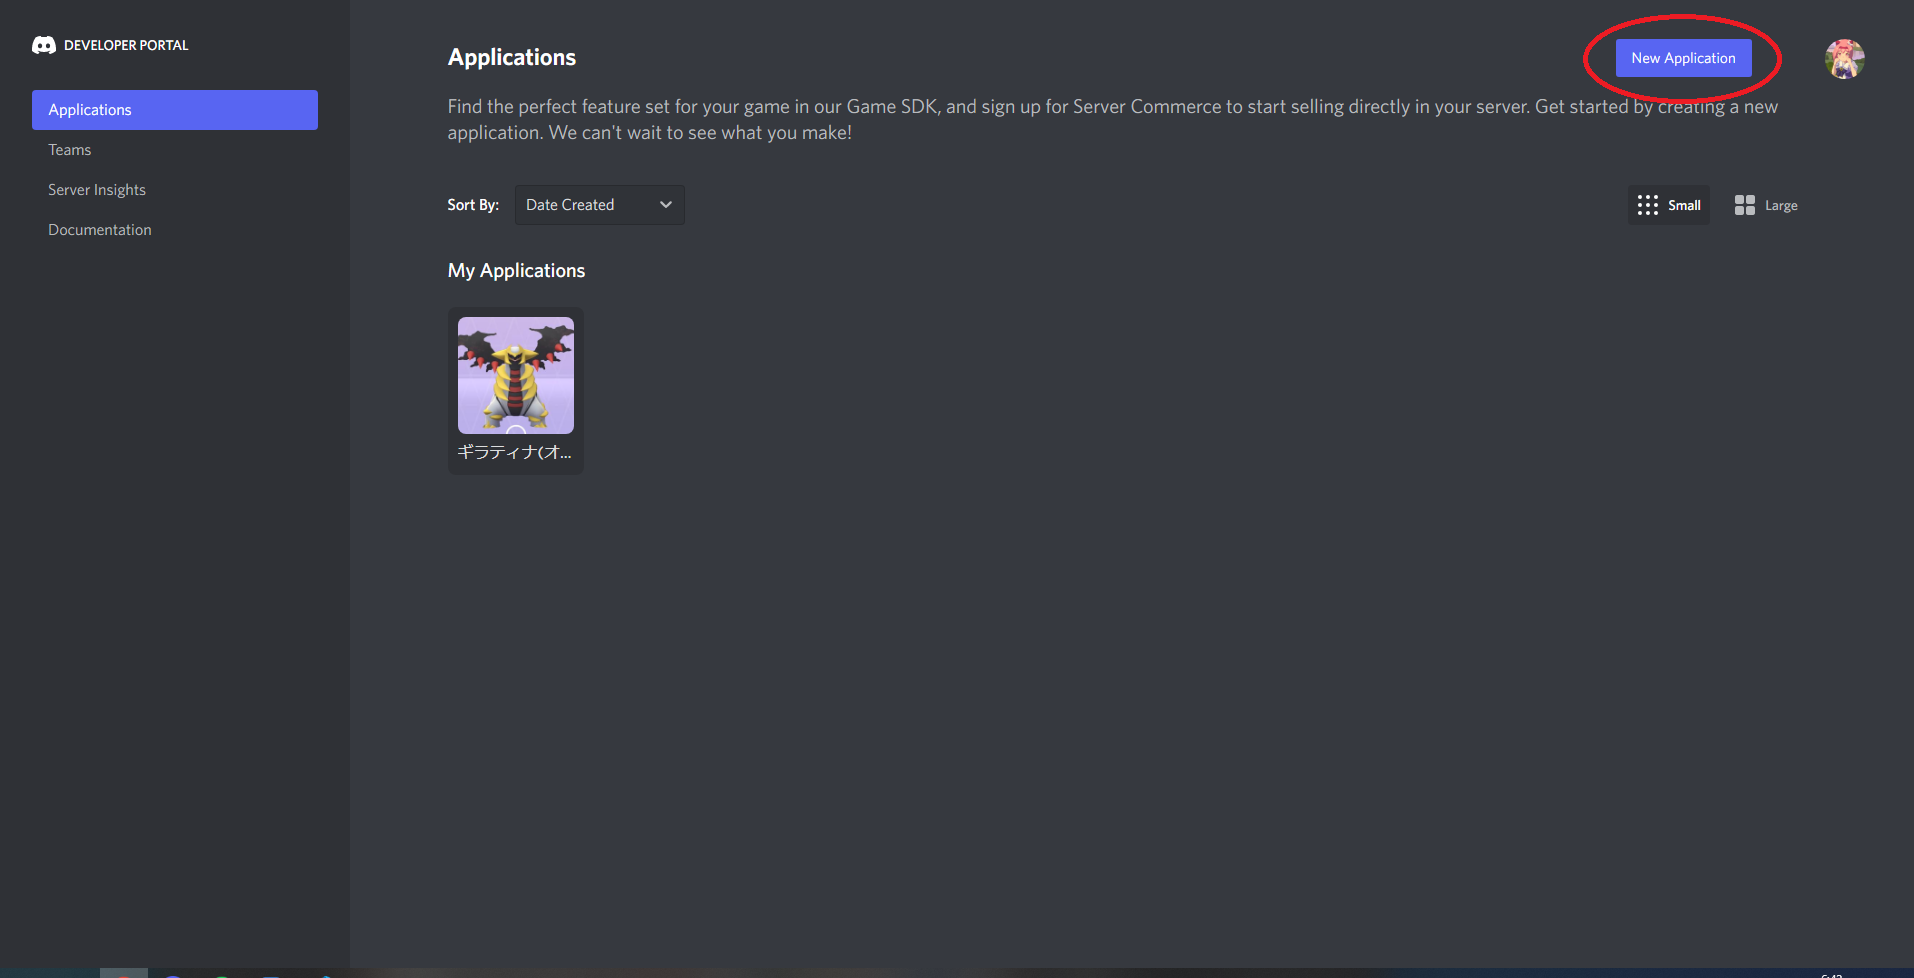 DEVELOPER PORTAL
Applications
Teams
Server Insights
Documentation
Applications
New Application
Find the perfect feature set for your game in our Game SDK, and sign up for Server Commerce to start selling directly in your server. Get started by creating a new
application. We can't wait to see what you make!
Sort By:
Date Created
Small
Large
My Applications
ギラティナ(オ...